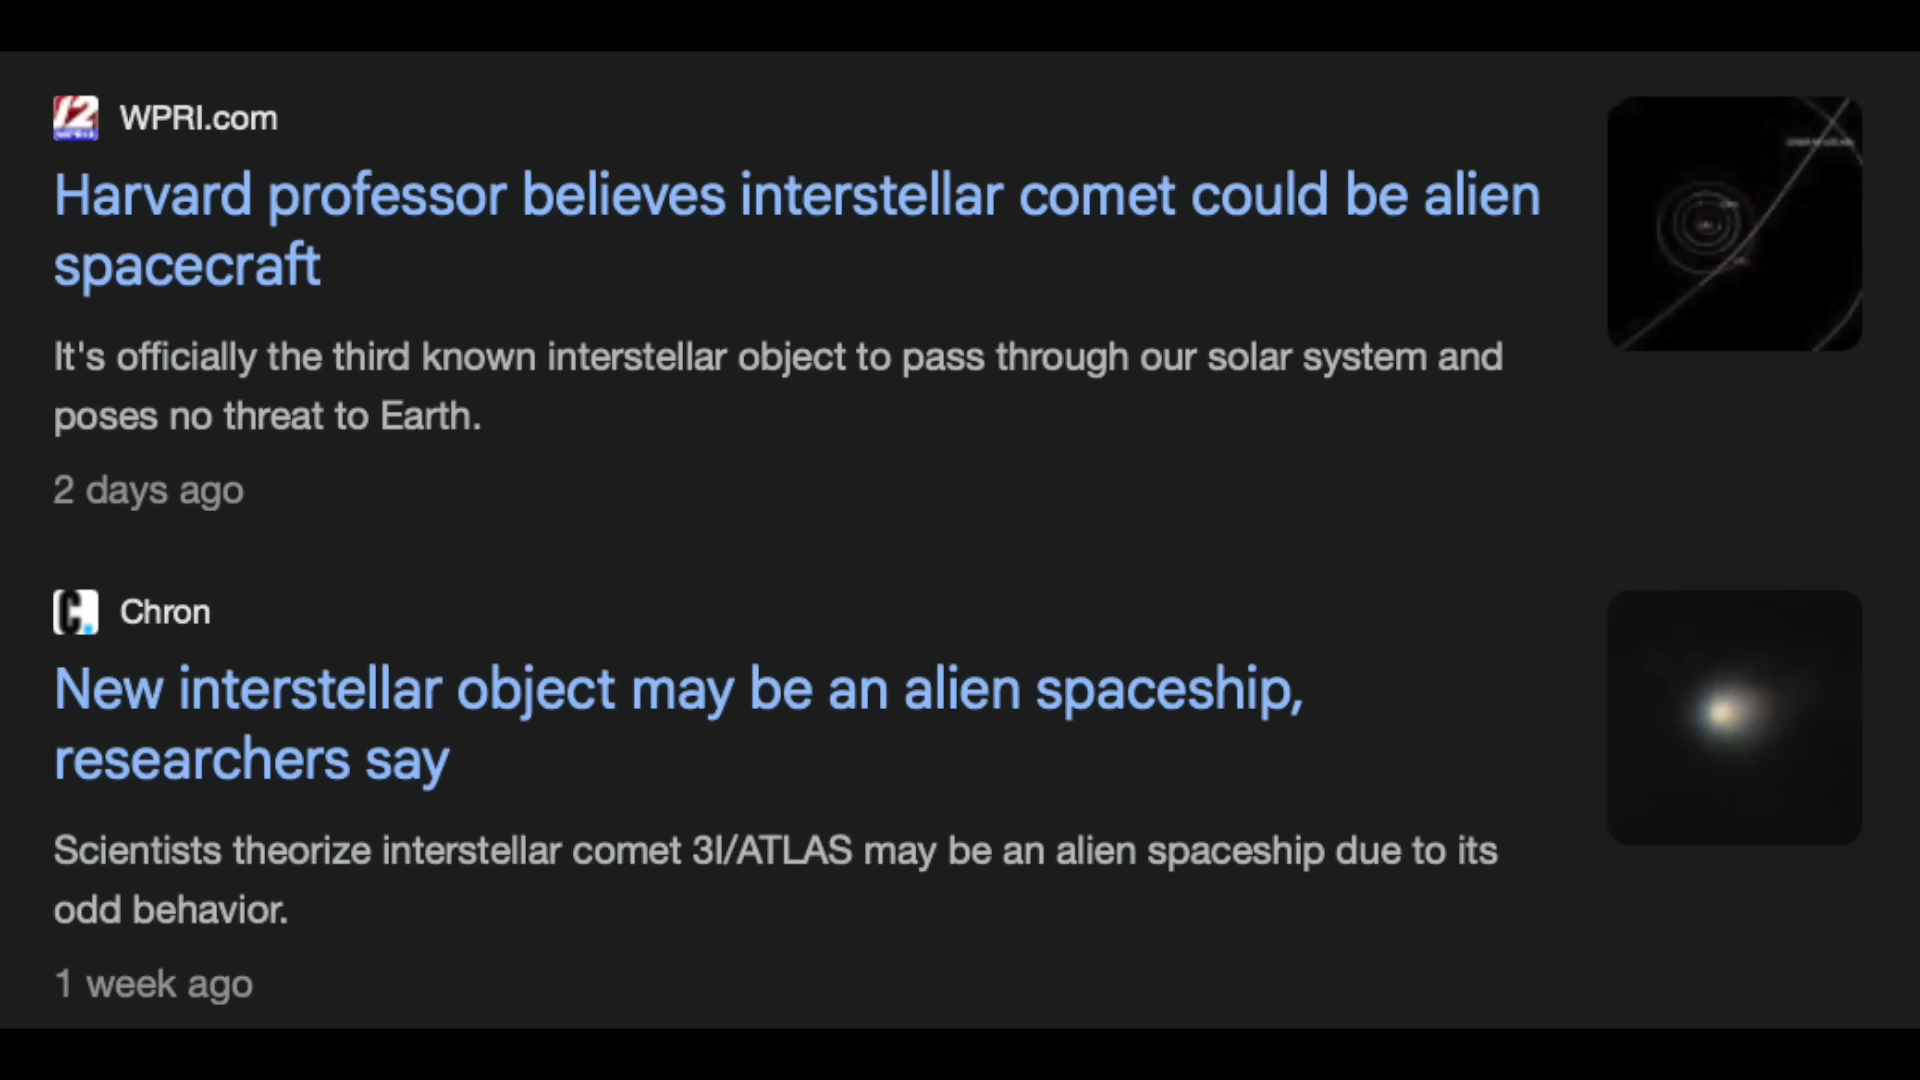 WPRI.com
Harvard professor believes interstellar comet could be alien
spacecraft
It's officially the third known interstellar object to pass through our solar system and
poses no threat to Earth.
2 days ago
Chron
New interstellar object may be an alien spaceship,
researchers say
Scientists theorize interstellar comet 3I/ATLAS may be an alien spaceship due to its
odd behavior.
1 week ago